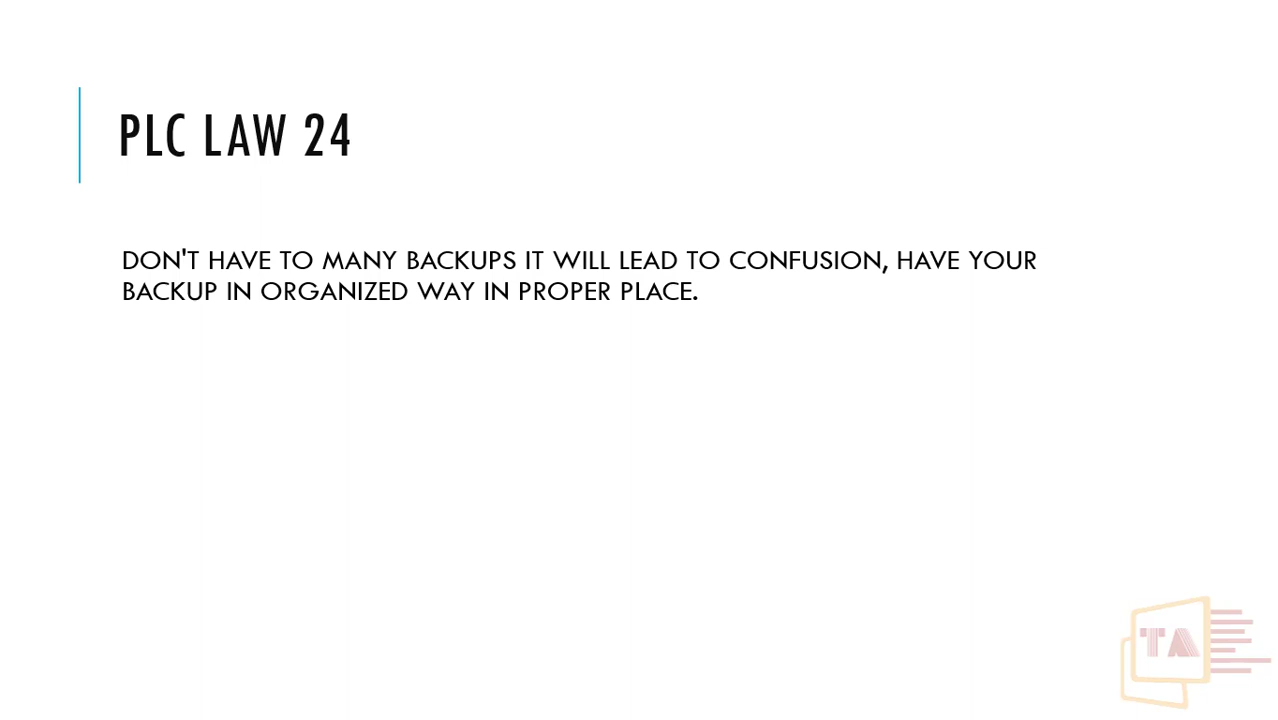 PLC LAW 24
DON'T HAVE TO MANY BACKUPS IT WILL LEAD TO CONFUSION, HAVE YOUR
BACKUP IN ORGANIZED WAY IN PROPER PLACE.
TA